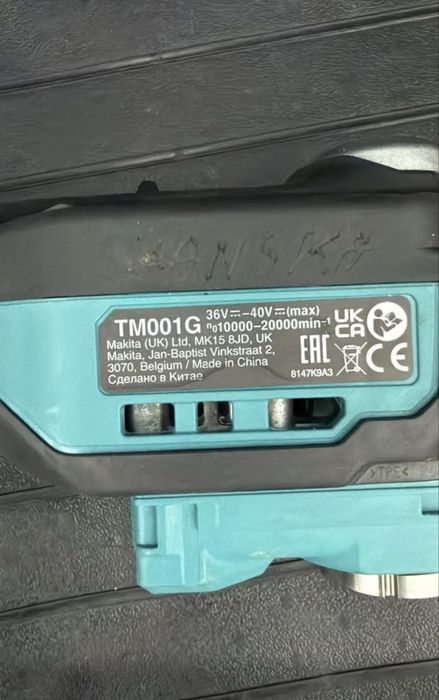 TM001G 36V⎓–40V⎓(max)
n₀10000–20000min⁻¹
Makita (UK) Ltd, MK15 8JD, UK
Makita, Jan-Baptist Vinkstraat 2,
3070, Belgium / Made in China
Сделано в Китае
UK
CA
EAC
CE
8147K9A3
>TPE<